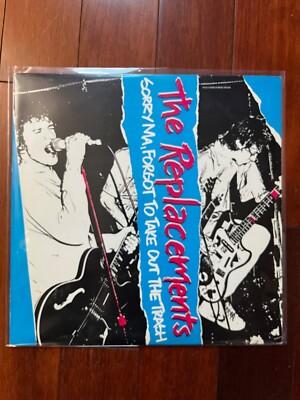 The Replacements
SORRY MA, FORGOT TO TAKE OUT THE TRASH